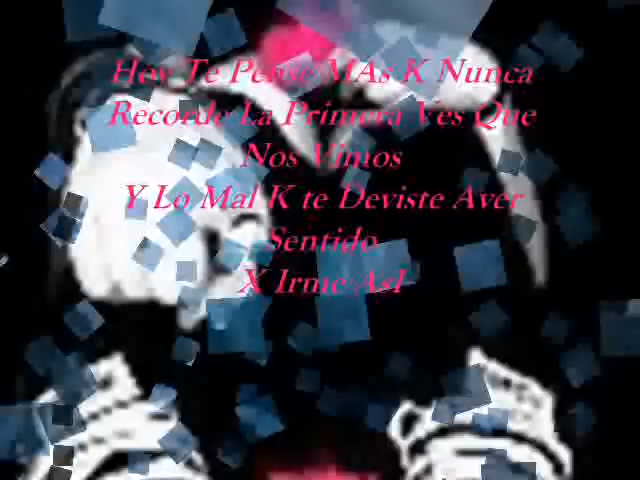 Hoy Te Pense MAs K Nunca
Recorde La Primera Ves Que
Nos Vimos
Y Lo Mal K te Deviste Aver
Sentido
X Irme AsI